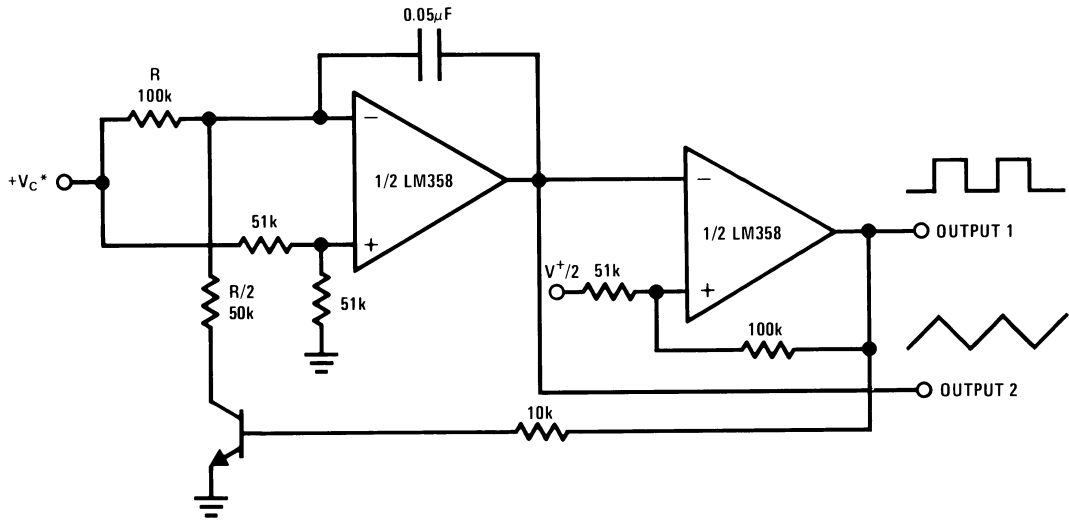 0.05μF
R
100k
−
1/2 LM358
+VC*
51k
+
51k
R/2
50k
−
1/2 LM358
OUTPUT 1
V+/2
51k
+
100k
OUTPUT 2
10k